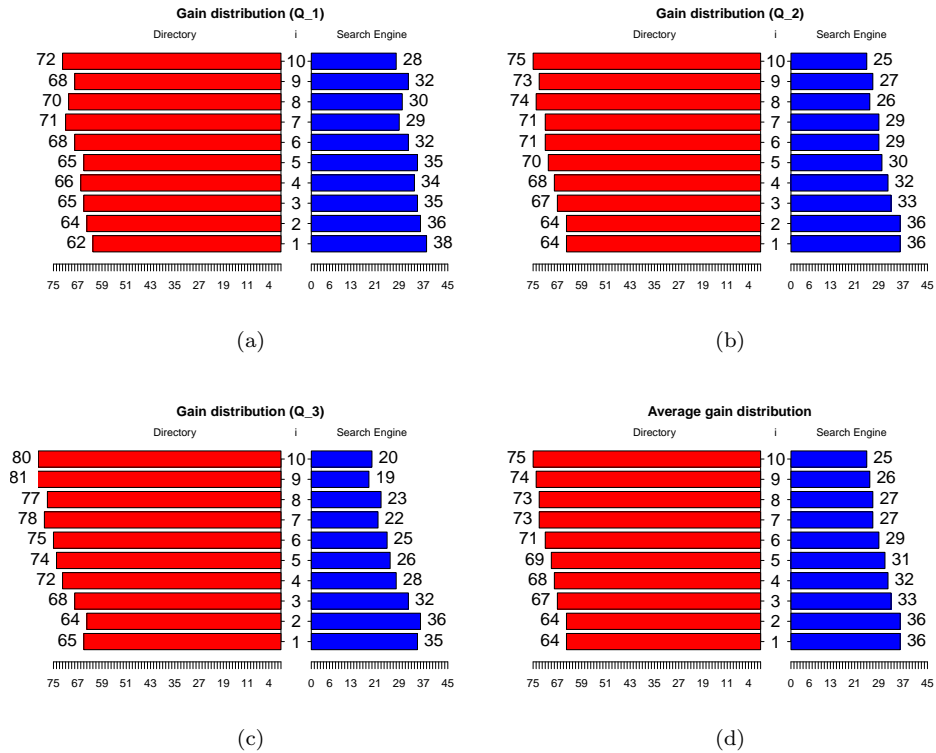 Gain distribution (Q_1)
Directory i Search Engine
72 10 28
68 9 32
70 8 30
71 7 29
68 6 32
65 5 35
66 4 34
65 3 35
64 2 36
62 1 38
75 67 59 51 43 35 27 19 11 4 0 6 13 21 29 37 45
(a)
Gain distribution (Q_2)
Directory i Search Engine
75 10 25
73 9 27
74 8 26
71 7 29
71 6 29
70 5 30
68 4 32
67 3 33
64 2 36
64 1 36
75 67 59 51 43 35 27 19 11 4 0 6 13 21 29 37 45
(b)
Gain distribution (Q_3)
Directory i Search Engine
80 10 20
81 9 19
77 8 23
78 7 22
75 6 25
74 5 26
72 4 28
68 3 32
64 2 36
65 1 35
75 67 59 51 43 35 27 19 11 4 0 6 13 21 29 37 45
(c)
Average gain distribution
Directory i Search Engine
75 10 25
74 9 26
73 8 27
73 7 27
71 6 29
69 5 31
68 4 32
67 3 33
64 2 36
64 1 36
75 67 59 51 43 35 27 19 11 4 0 6 13 21 29 37 45
(d)